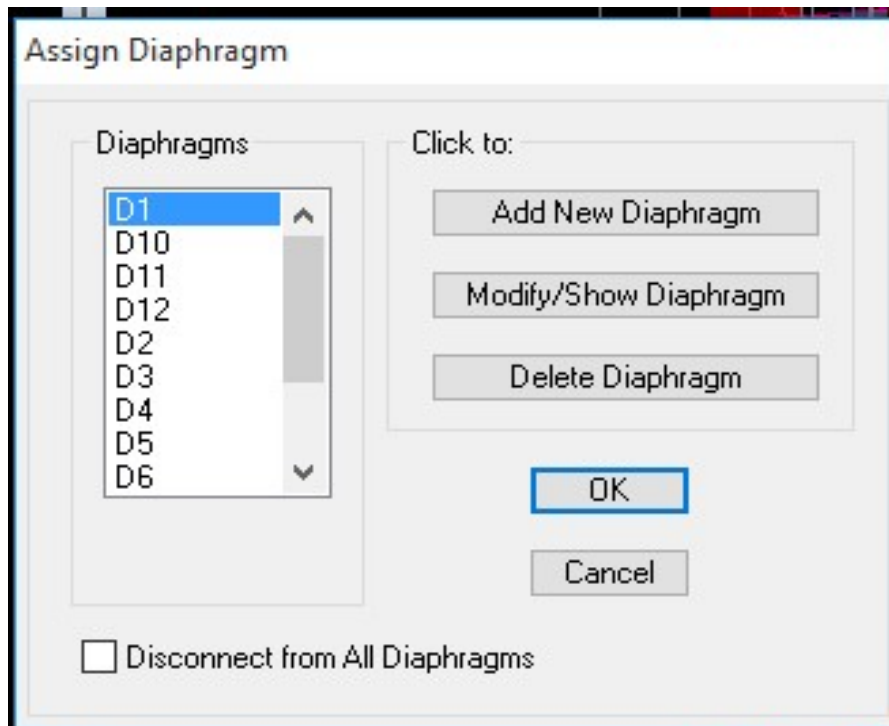 Assign Diaphragm
Diaphragms
D1
D10
D11
D12
D2
D3
D4
D5
D6
Click to:
Add New Diaphragm
Modify/Show Diaphragm
Delete Diaphragm
OK
Cancel
Disconnect from All Diaphragms